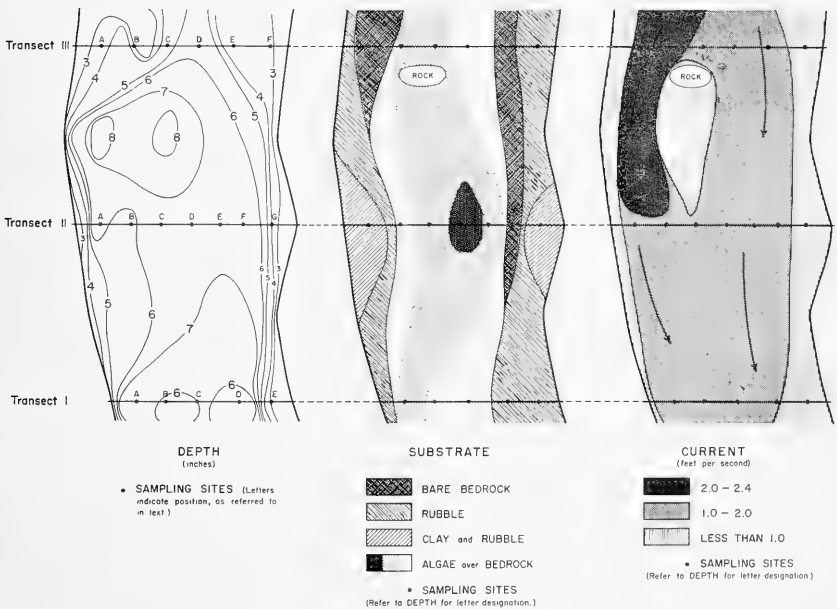 Transect III
A B C D E F
3
4
5
6
3
4
5
6
7
8
8
Transect II
A B C D E F G
3
4
5
6
7
6
5
4
3
Transect I
A B C D E
6
6
ROCK
ROCK
DEPTH
(inches)
• SAMPLING SITES (Letters
indicate position, as referred to
in text)
SUBSTRATE
BARE BEDROCK
RUBBLE
CLAY and RUBBLE
ALGAE over BEDROCK
• SAMPLING SITES
(Refer to DEPTH for letter designation.)
CURRENT
(feet per second)
2.0 – 2.4
1.0 – 2.0
LESS THAN 1.0
• SAMPLING SITES
(Refer to DEPTH for letter designation)